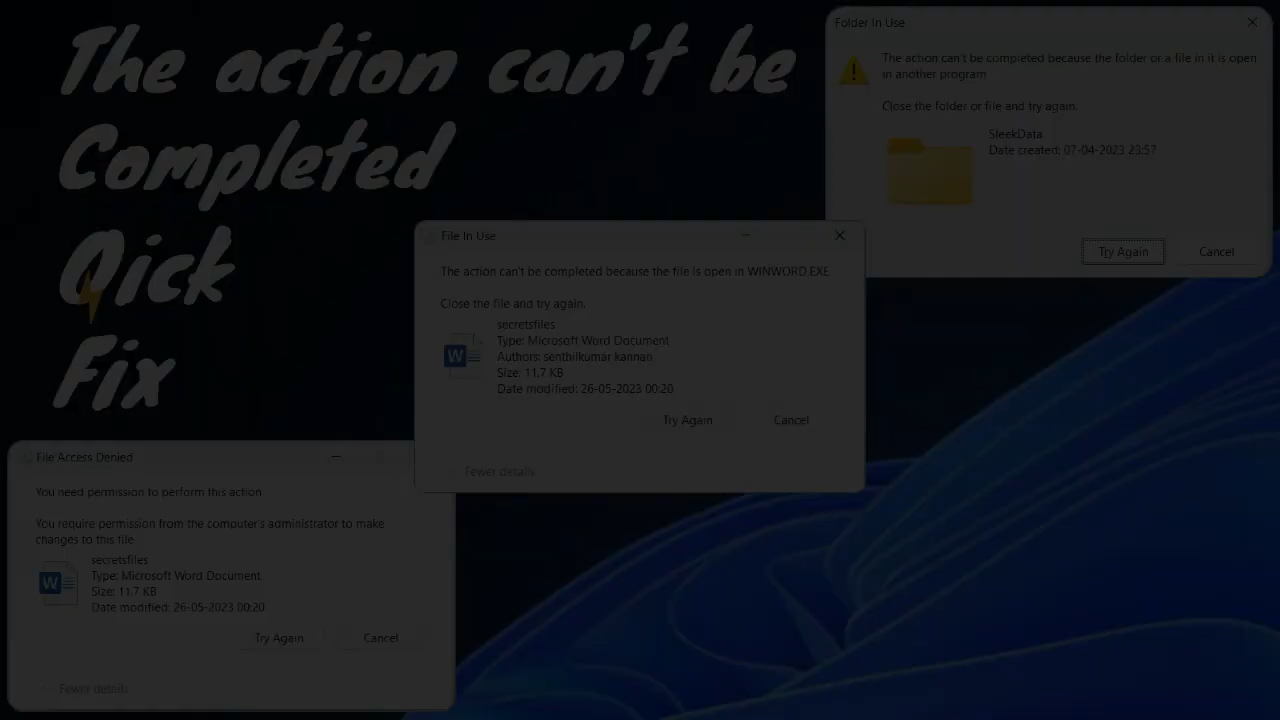 The action can't be
Completed
Qick
Fix
Folder In Use
The action can't be completed because the folder or a file in it is open
in another program
Close the folder or file and try again.
SleekData
Date created: 07-04-2023 23:57
Try Again
Cancel
File In Use
The action can't be completed because the file is open in WINWORD.EXE
Close the file and try again.
secretsfiles
Type: Microsoft Word Document
Authors: senthilkumar kannan
Size: 11.7 KB
Date modified: 26-05-2023 00:20
Try Again
Cancel
Fewer details
File Access Denied
You need permission to perform this action
You require permission from the computer's administrator to make
changes to this file
secretsfiles
Type: Microsoft Word Document
Size: 11.7 KB
Date modified: 26-05-2023 00:20
Try Again
Cancel
Fewer details